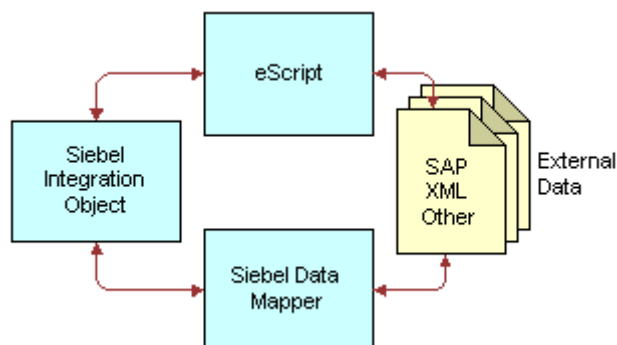 eScript
Siebel
Integration
Object
SAP
XML
Other
External
Data
Siebel Data
Mapper